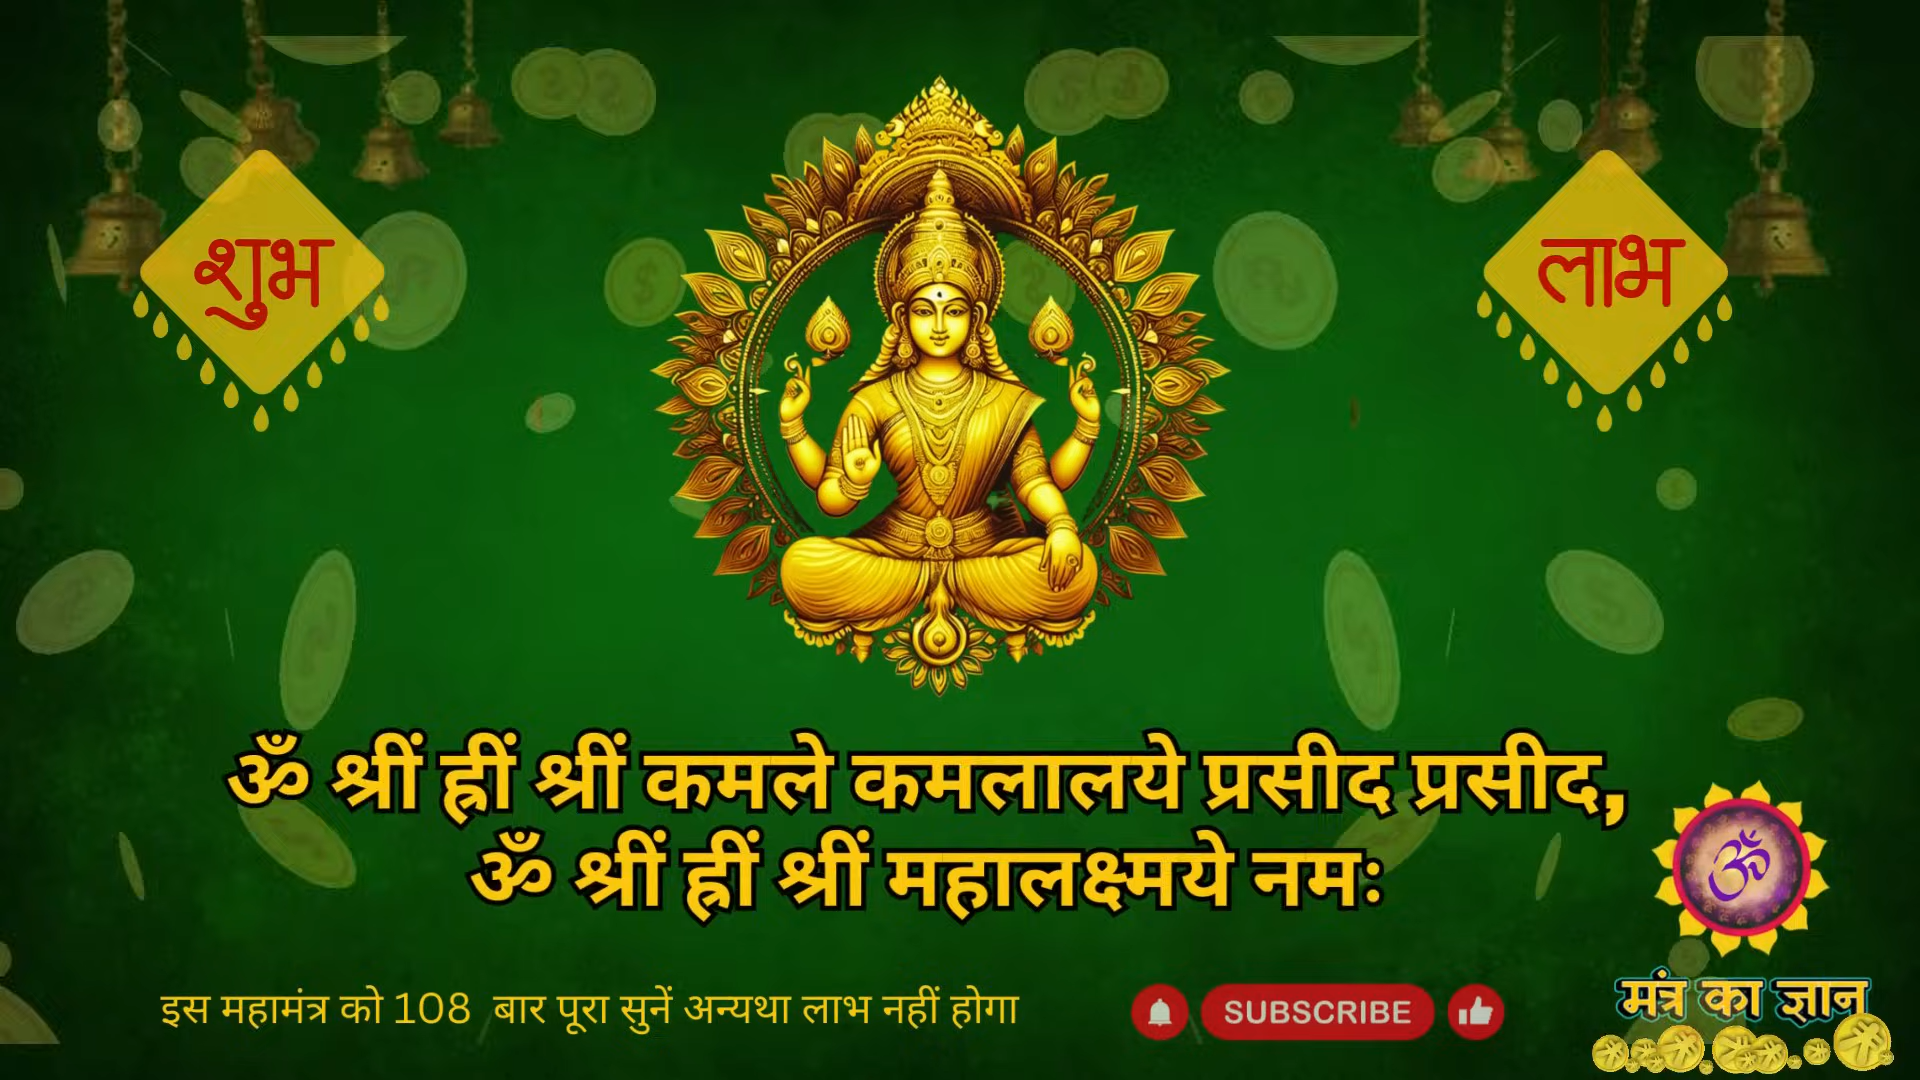 शुभ
लाभ
ॐ श्रीं ह्रीं श्रीं कमले कमलालये प्रसीद प्रसीद,
ॐ श्रीं ह्रीं श्रीं महालक्ष्मये नमः
ॐ
इस महामंत्र को 108 बार पूरा सुनें अन्यथा लाभ नहीं होगा
SUBSCRIBE
मंत्र का ज्ञान